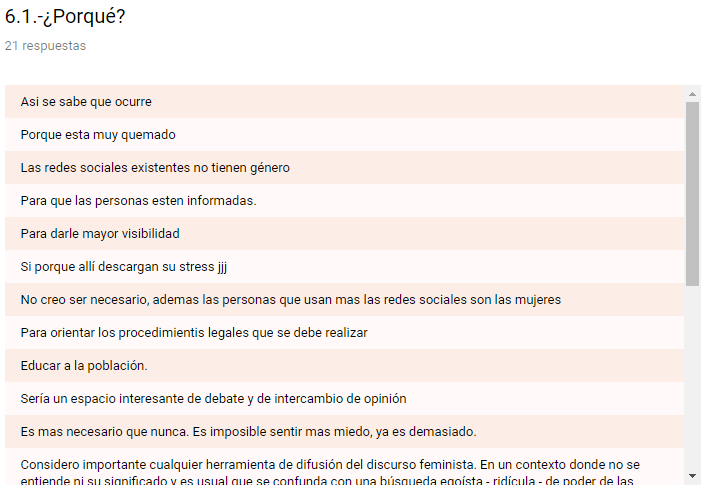 6.1.-¿Porqué?
21 respuestas
Asi se sabe que ocurre
Porque esta muy quemado
Las redes sociales existentes no tienen género
Para que las personas esten informadas.
Para darle mayor visibilidad
Si porque allí descargan su stress jjj
No creo ser necesario, ademas las personas que usan mas las redes sociales son las mujeres
Para orientar los procedimientis legales que se debe realizar
Educar a la población.
Sería un espacio interesante de debate y de intercambio de opinión
Es mas necesario que nunca. Es imposible sentir mas miedo, ya es demasiado.
Considero importante cualquier herramienta de difusión del discurso feminista. En un contexto donde no se
entiende ni su significado y es usual que se confunda con una búsqueda egoísta - ridícula - de poder de las